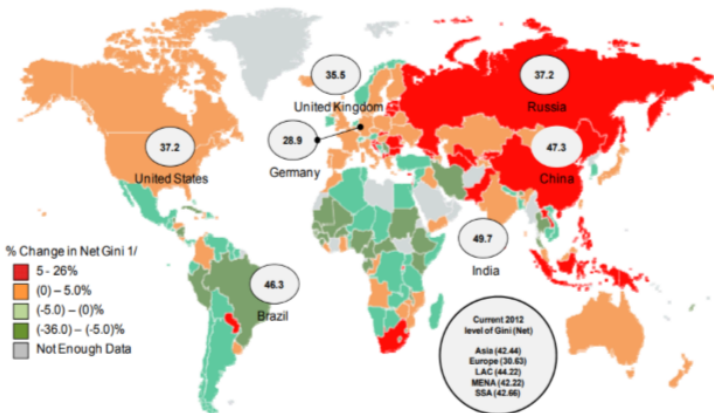 35.5
United Kingdom
37.2
Russia
37.2
United States
28.9
Germany
47.3
China
49.7
India
46.3
Brazil
% Change in Net Gini 1/
5 - 26%
(0) – 5.0%
(-5.0) – (0)%
(-36.0) – (-5.0)%
Not Enough Data
Current 2012
level of Gini (Net)
Asia (42.44)
Europe (30.63)
LAC (44.22)
MENA (42.22)
SSA (42.66)